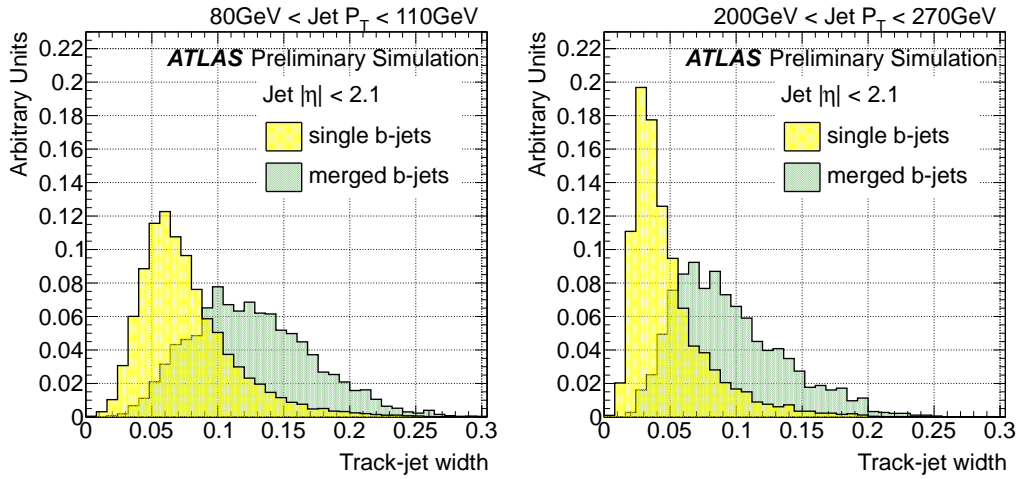 80GeV < Jet P_T < 110GeV
Arbitrary Units
0.22
0.2
0.18
0.16
0.14
0.12
0.1
0.08
0.06
0.04
0.02
0
ATLAS Preliminary Simulation
Jet |η| < 2.1
single b-jets
merged b-jets
0 0.05 0.1 0.15 0.2 0.25 0.3
Track-jet width
200GeV < Jet P_T < 270GeV
Arbitrary Units
0.22
0.2
0.18
0.16
0.14
0.12
0.1
0.08
0.06
0.04
0.02
0
ATLAS Preliminary Simulation
Jet |η| < 2.1
single b-jets
merged b-jets
0 0.05 0.1 0.15 0.2 0.25 0.3
Track-jet width